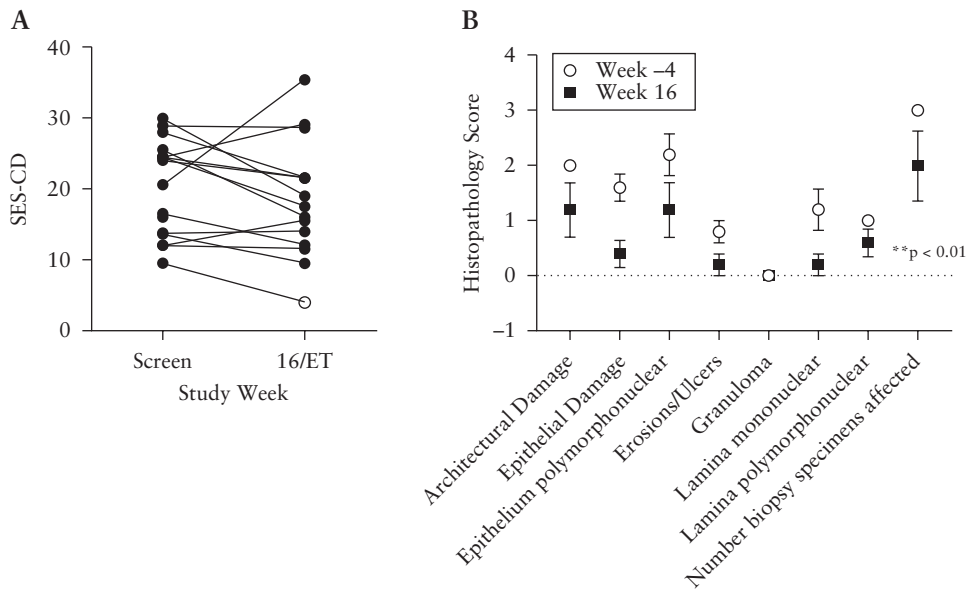 A
40
30
20
10
0
SES-CD
Screen
16/ET
Study Week
B
4
3
2
1
0
–1
Histopathology Score
Week –4
Week 16
**p < 0.01
Architectural Damage
Epithelial Damage
Epithelium polymorphonuclear
Erosions/Ulcers
Granuloma
Lamina mononuclear
Lamina polymorphonuclear
Number biopsy specimens affected